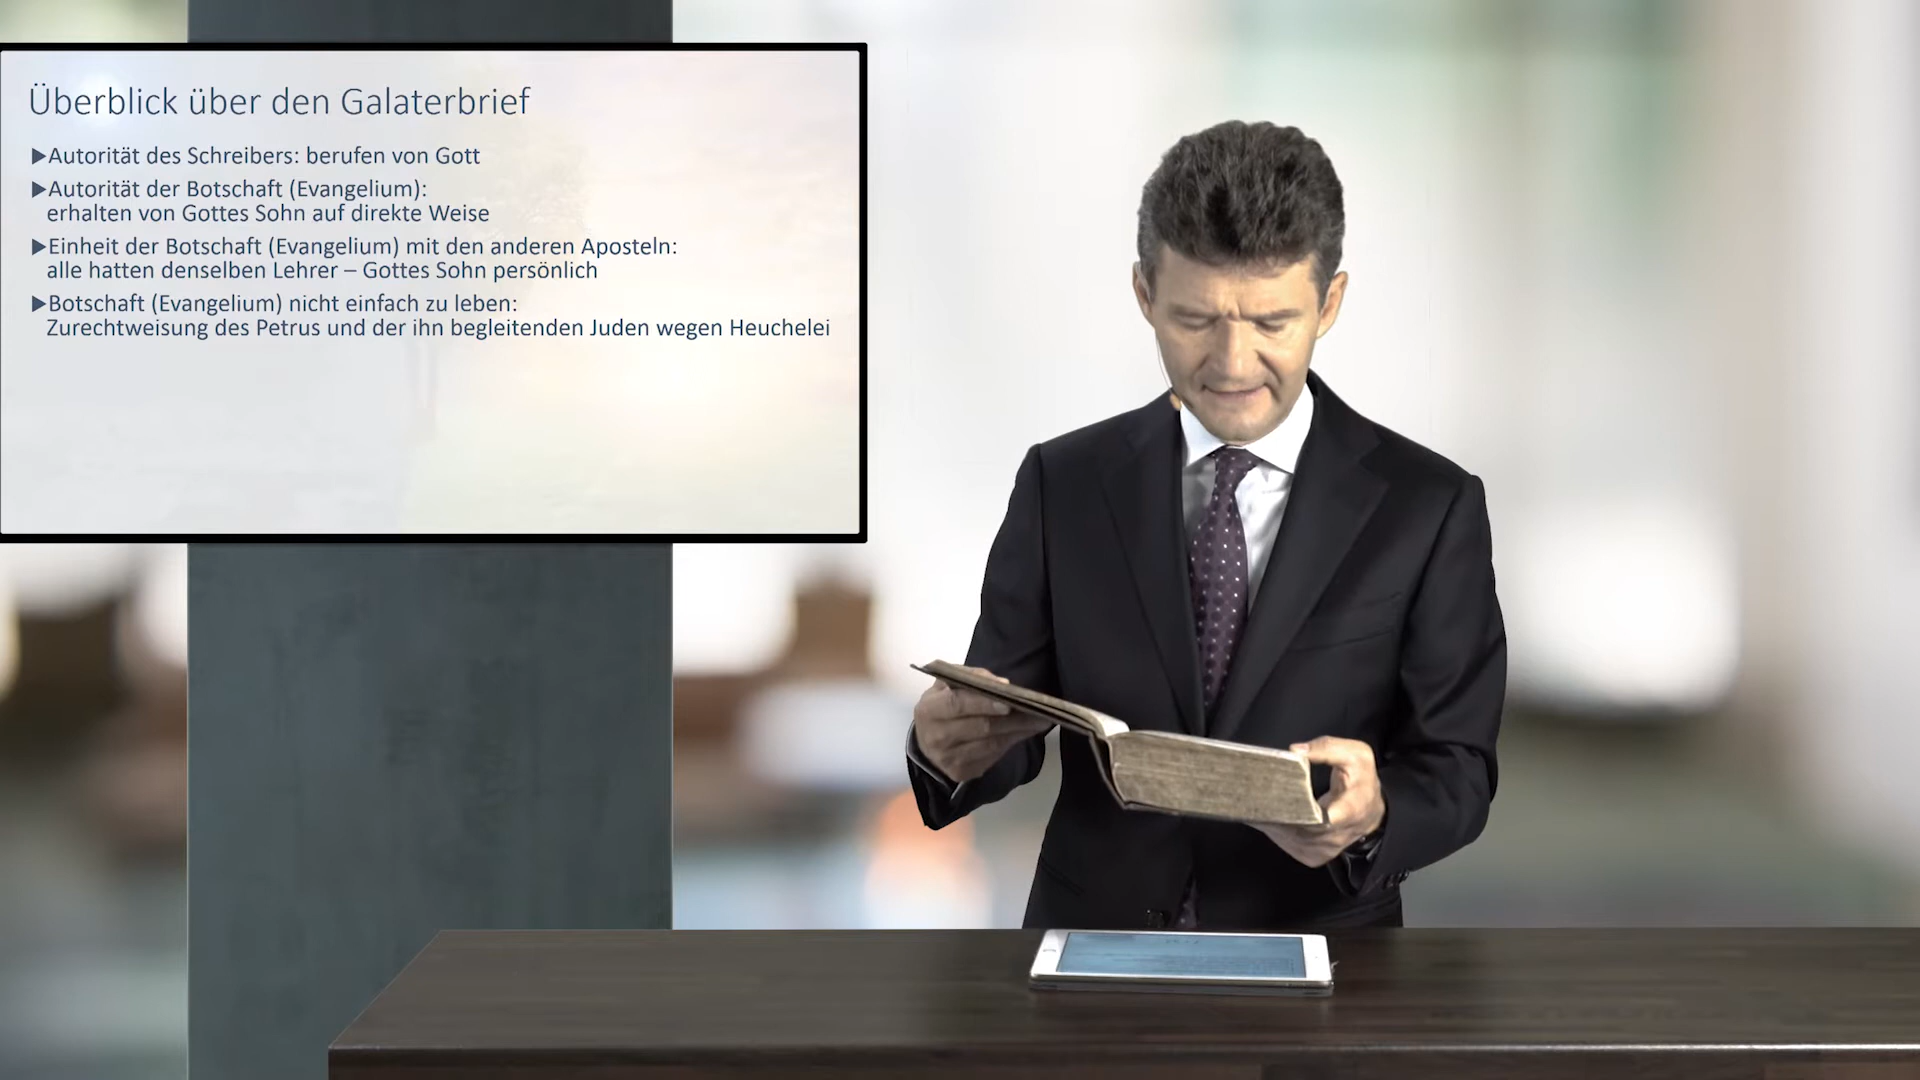 Überblick über den Galaterbrief
▶Autorität des Schreibers: berufen von Gott
▶Autorität der Botschaft (Evangelium):
erhalten von Gottes Sohn auf direkte Weise
▶Einheit der Botschaft (Evangelium) mit den anderen Aposteln:
alle hatten denselben Lehrer – Gottes Sohn persönlich
▶Botschaft (Evangelium) nicht einfach zu leben:
Zurechtweisung des Petrus und der ihn begleitenden Juden wegen Heuchelei